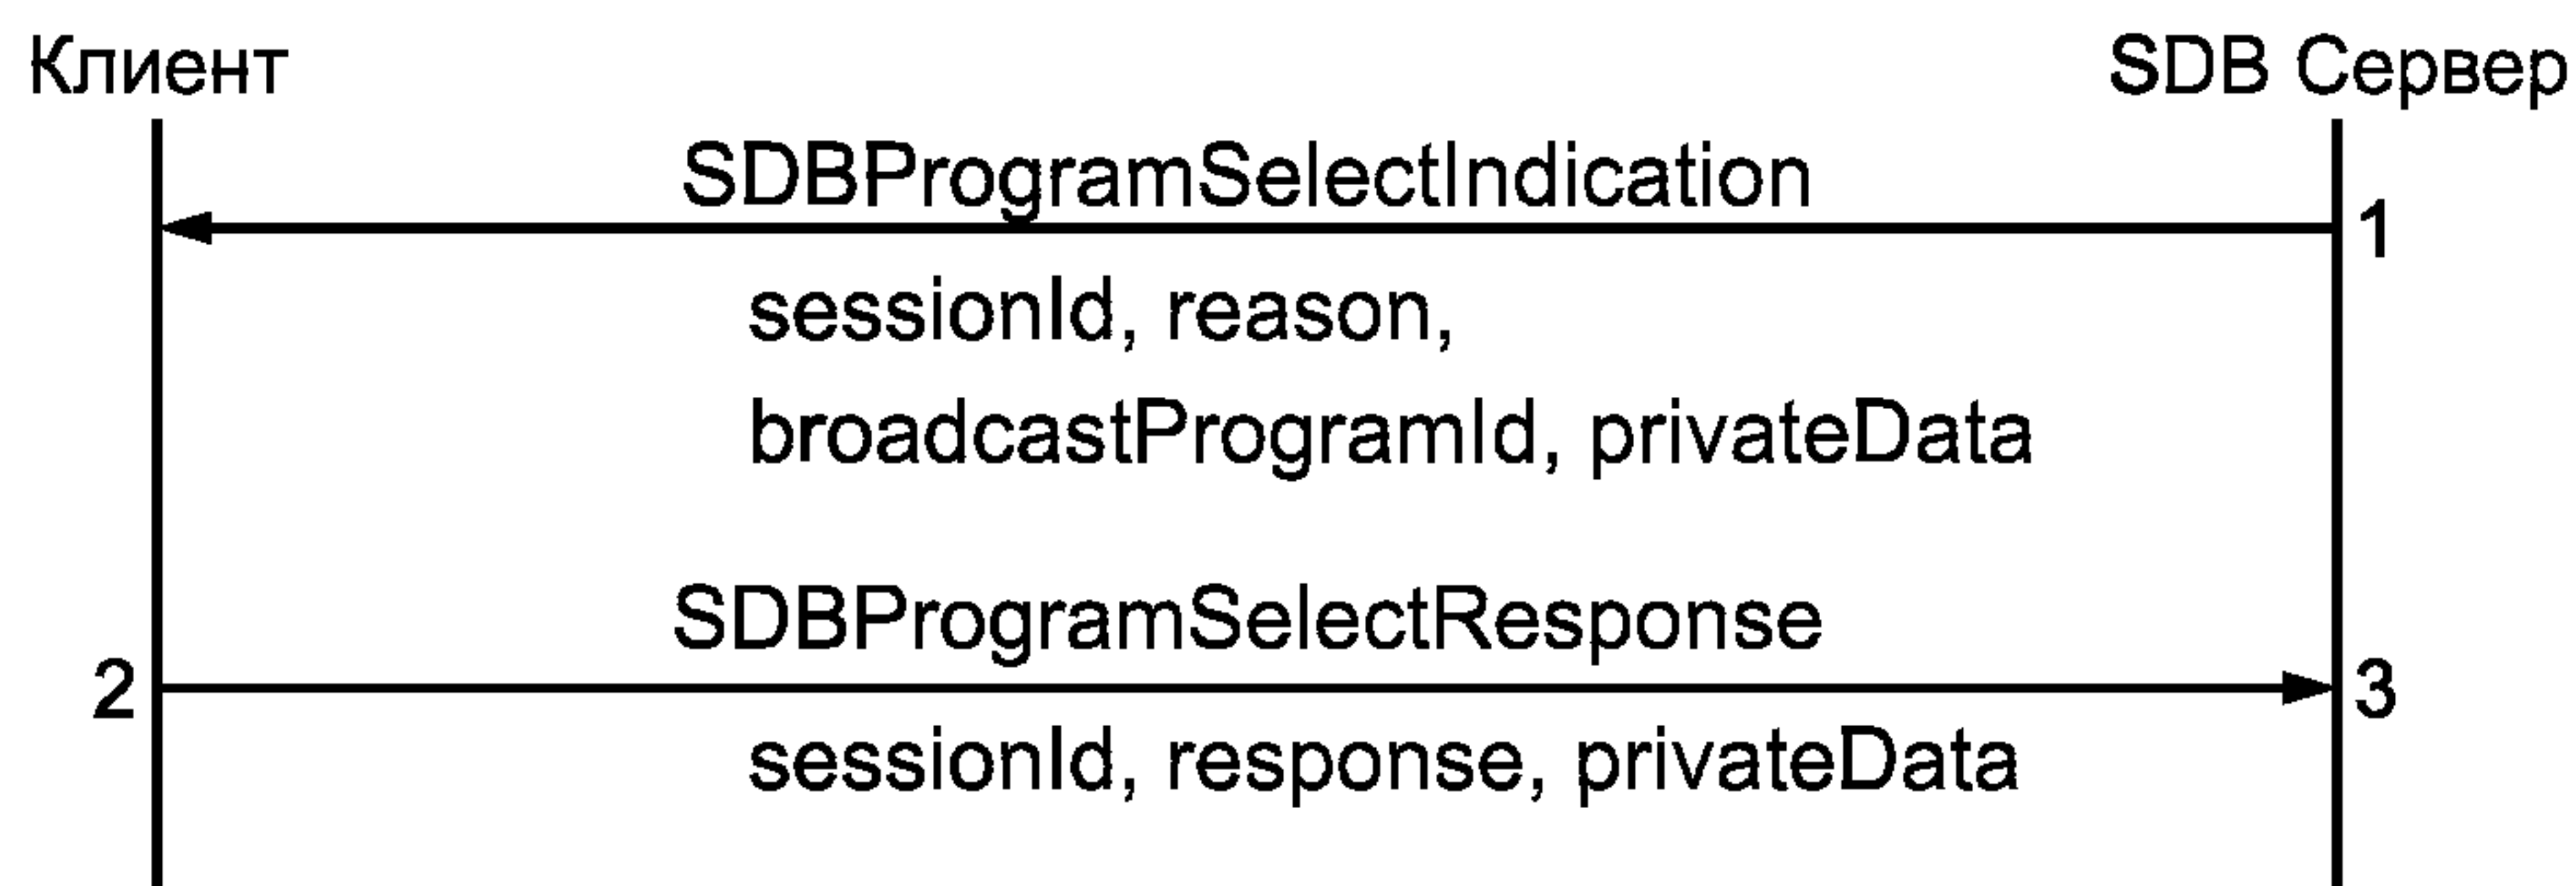 Клиент SDB Сервер
SDBProgramSelectIndication
1
sessionId, reason,
broadcastProgramId, privateData
SDBProgramSelectResponse
2 3
sessionId, response, privateData